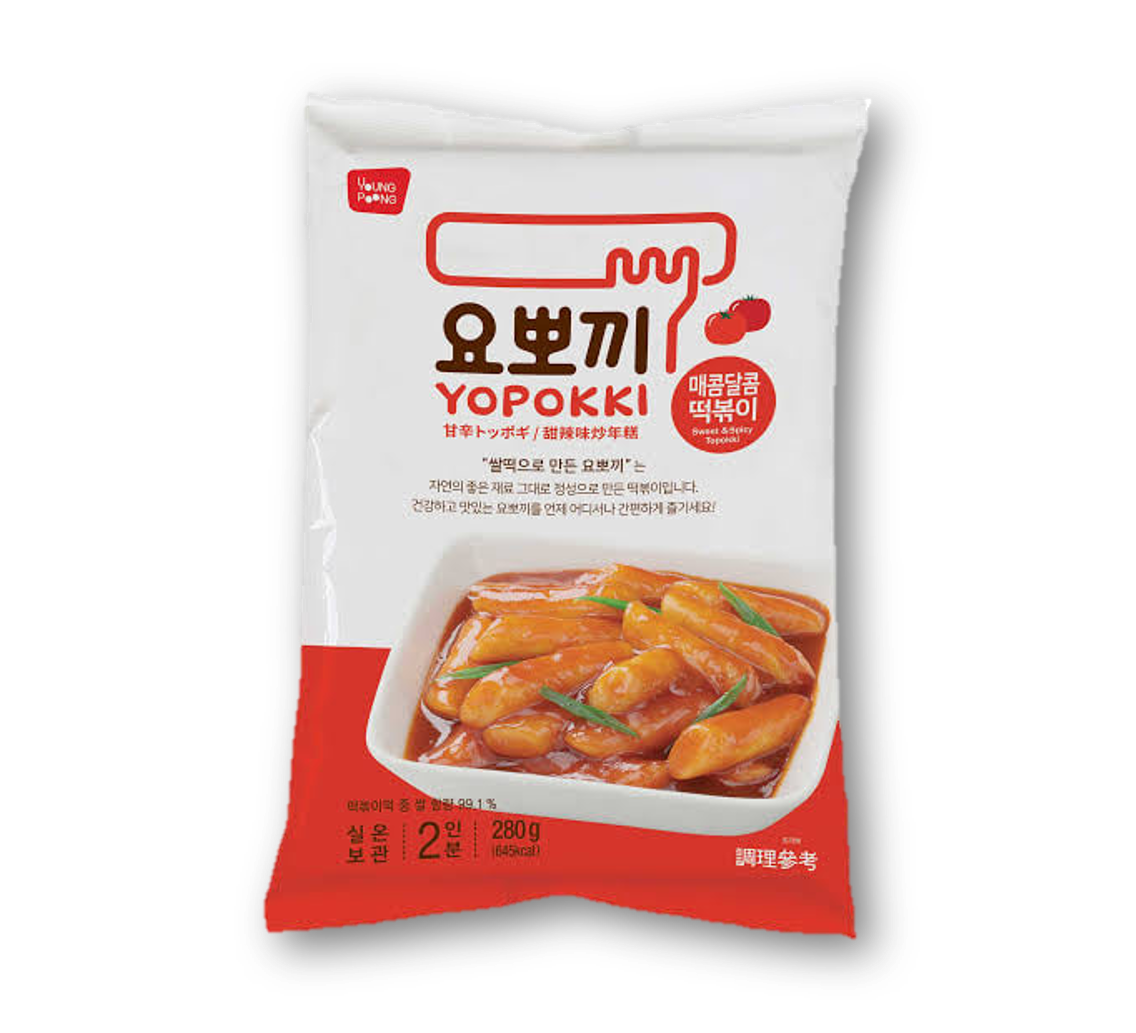 YOUNG
POONG
요뽀끼
YOPOKKI
甘辛トッポギ / 甜辣味炒年糕
매콤달콤
떡볶이
Sweet & Spicy
Topokki
"쌀떡으로 만든 요뽀끼"는
자연의 좋은 재료 그대로 정성으로 만든 떡볶이입니다.
건강하고 맛있는 요뽀끼를 언제 어디서나 간편하게 즐기세요!
떡볶이떡 중 쌀 함량 99.1 %
실온
보관
2인분
280g
(645kcal)
調理參考